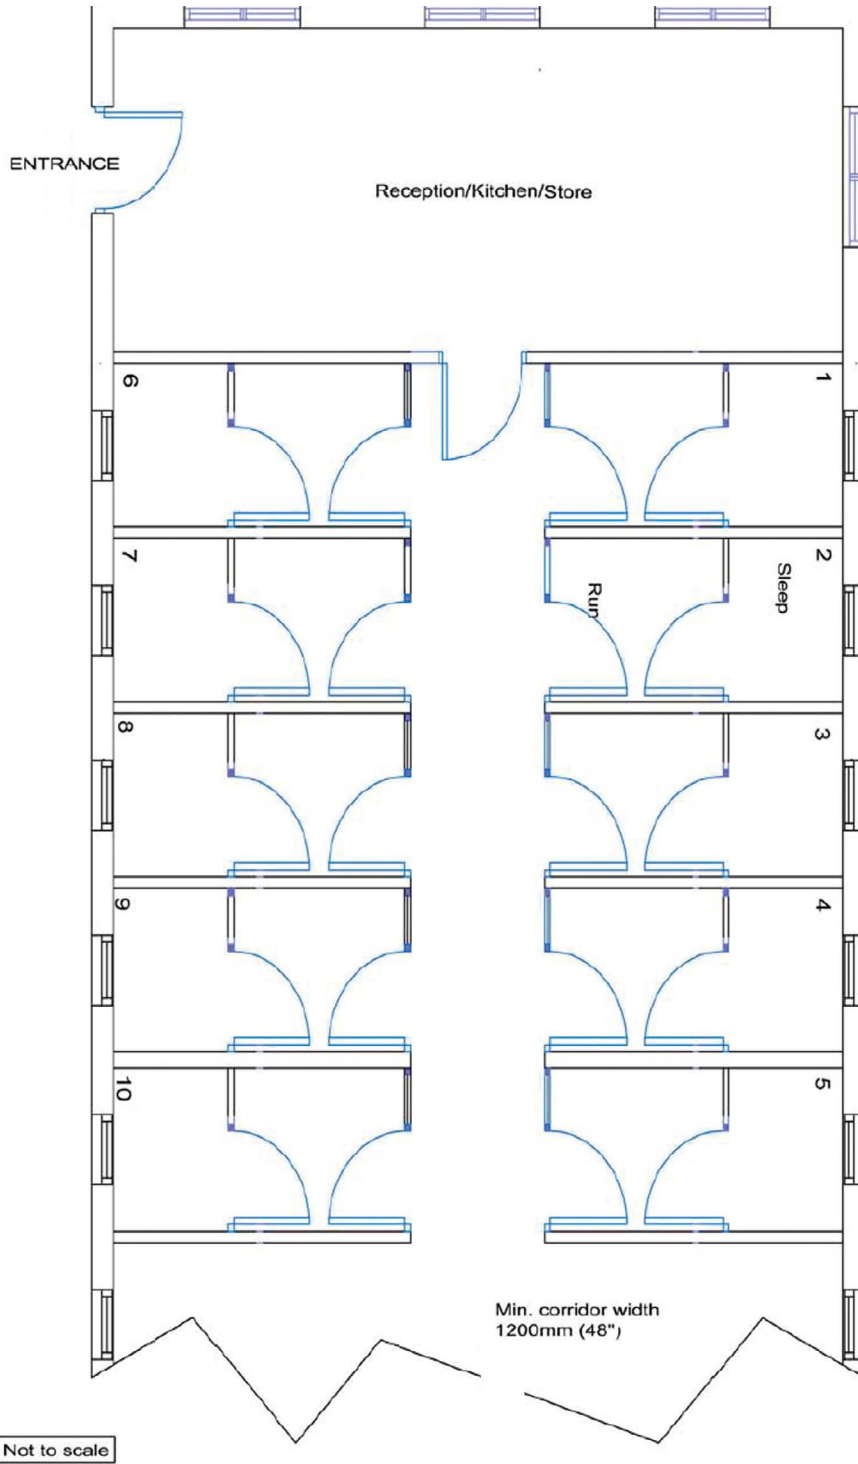 ENTRANCE
Reception/Kitchen/Store
6
1
7
2
Run
Sleep
8
3
9
4
10
5
Min. corridor width
1200mm (48")
Not to scale